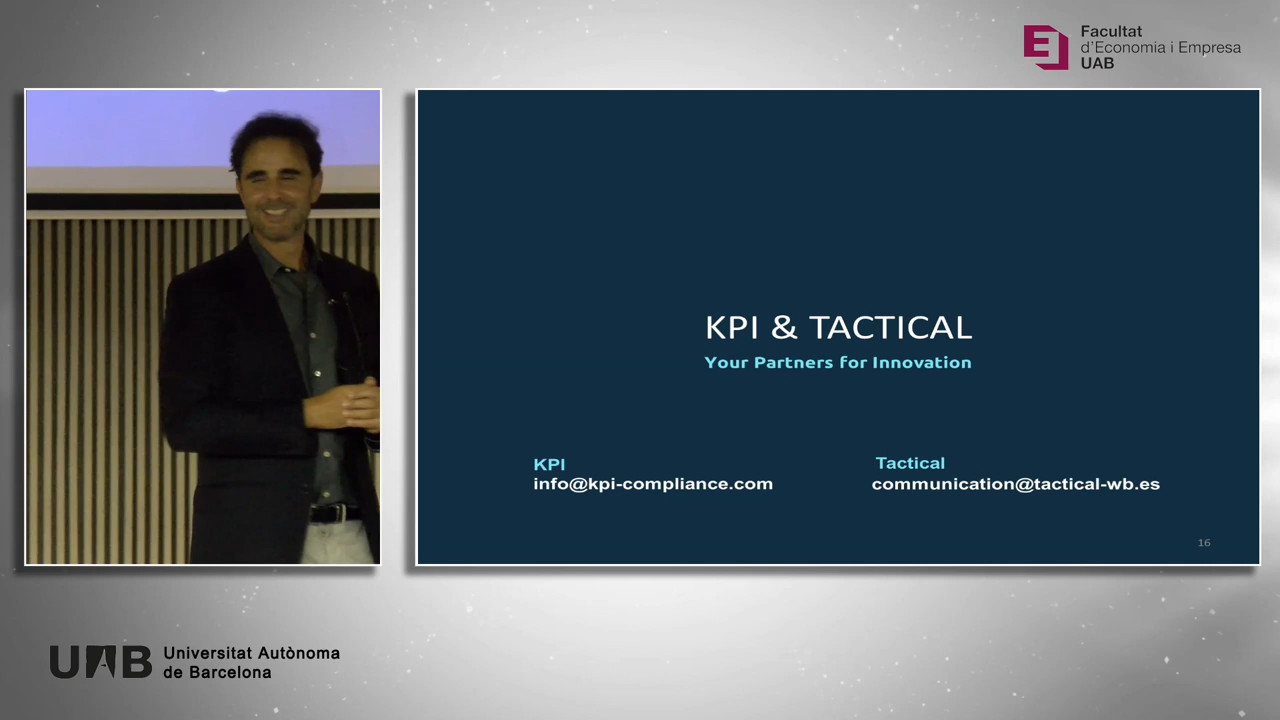 Facultat
d'Economia i Empresa
UAB
KPI & TACTICAL
Your Partners for Innovation
KPI
info@kpi-compliance.com
Tactical
communication@tactical-wb.es
16
UAB
Universitat Autònoma
de Barcelona